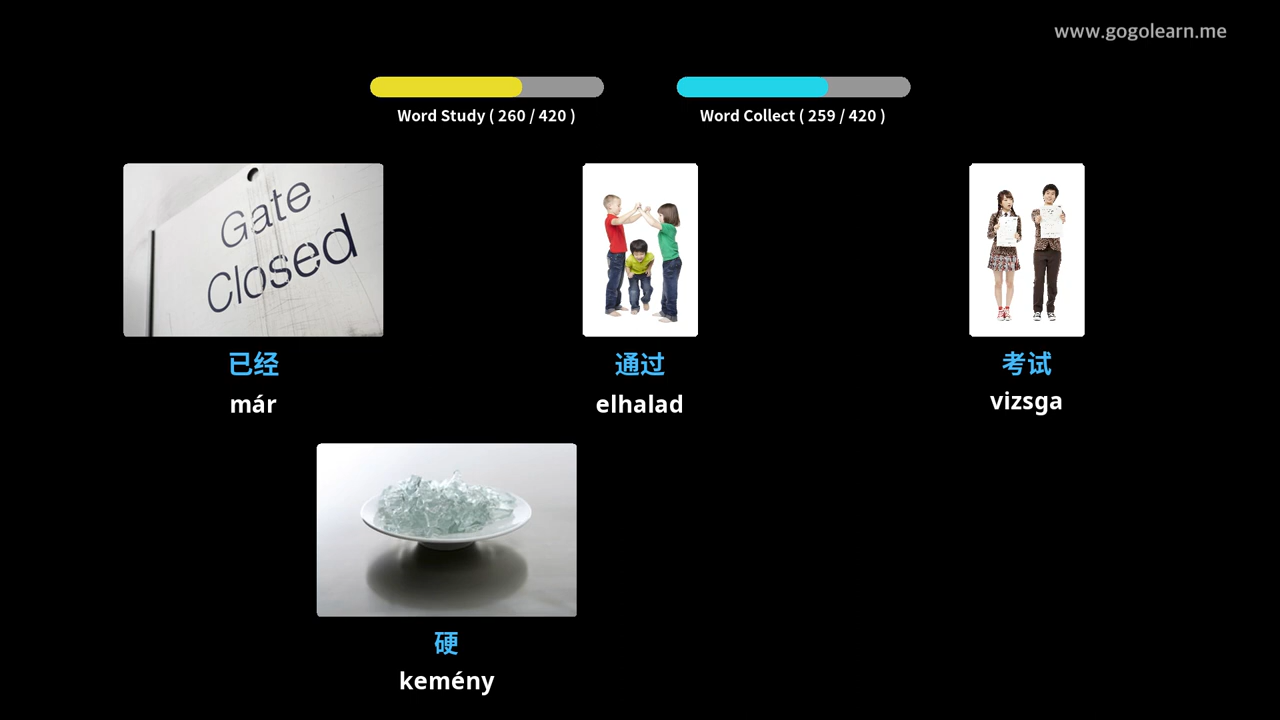 www.gogolearn.me
Word Study ( 260 / 420 )
Word Collect ( 259 / 420 )
Gate
Closed
已经
már
通过
elhalad
考试
vizsga
硬
kemény